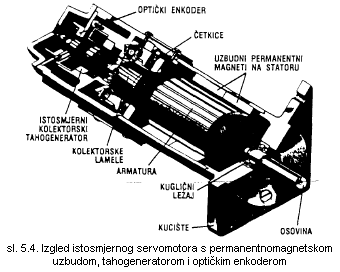 OPTIČKI ENKODER
ČETKICE
UZBUDNI PERMANENTNI
MAGNETI NA STATORU
ISTOSMJERNI
KOLEKTORSKI
TAHOGENERATOR
KOLEKTORSKE
LAMELE
ARMATURA
KUGLIČNI
LEŽAJ
KUĆIŠTE
OSOVINA
sl. 5.4. Izgled istosmjernog servomotora s permanentnomagnetskom
uzbudom, tahogeneratorom i optičkim enkoderom